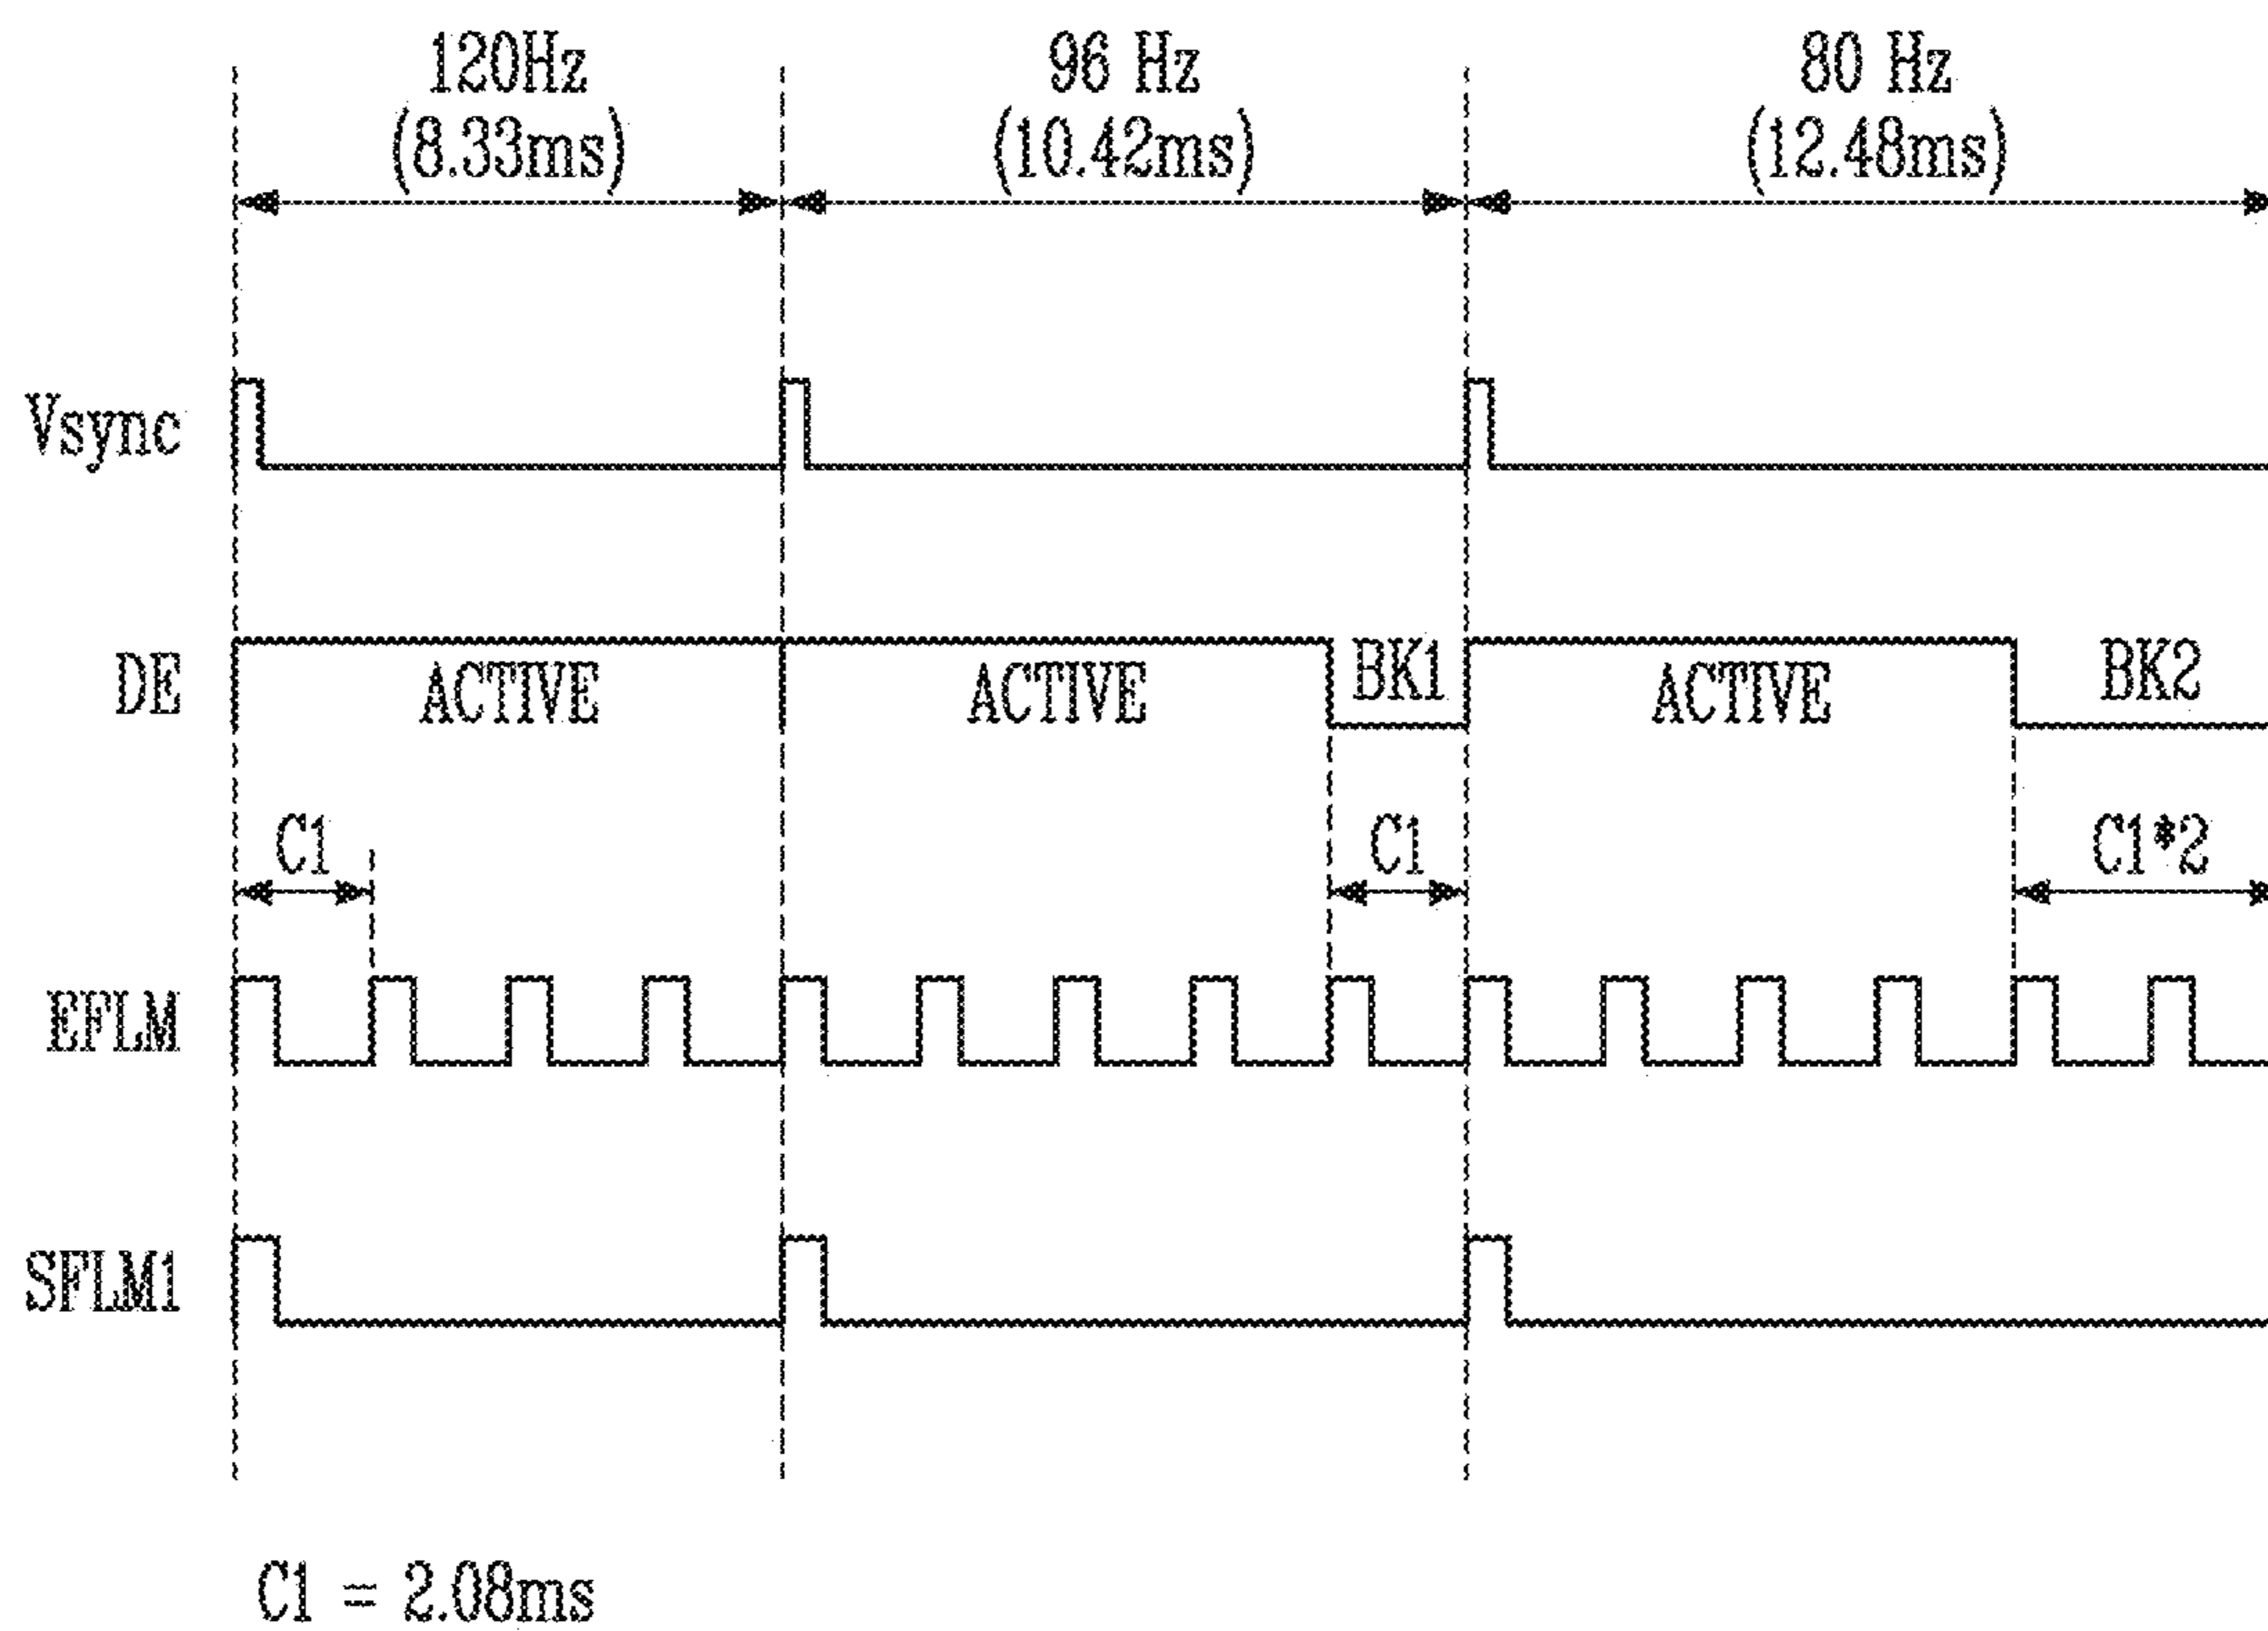 120Hz
(8.33ms)
96 Hz
(10.42ms)
80 Hz
(12.48ms)
Vsync
DE
ACTIVE
ACTIVE
BK1
ACTIVE
BK2
C1
C1
C1*2
EFLM
SFLM1
C1 = 2.08ms